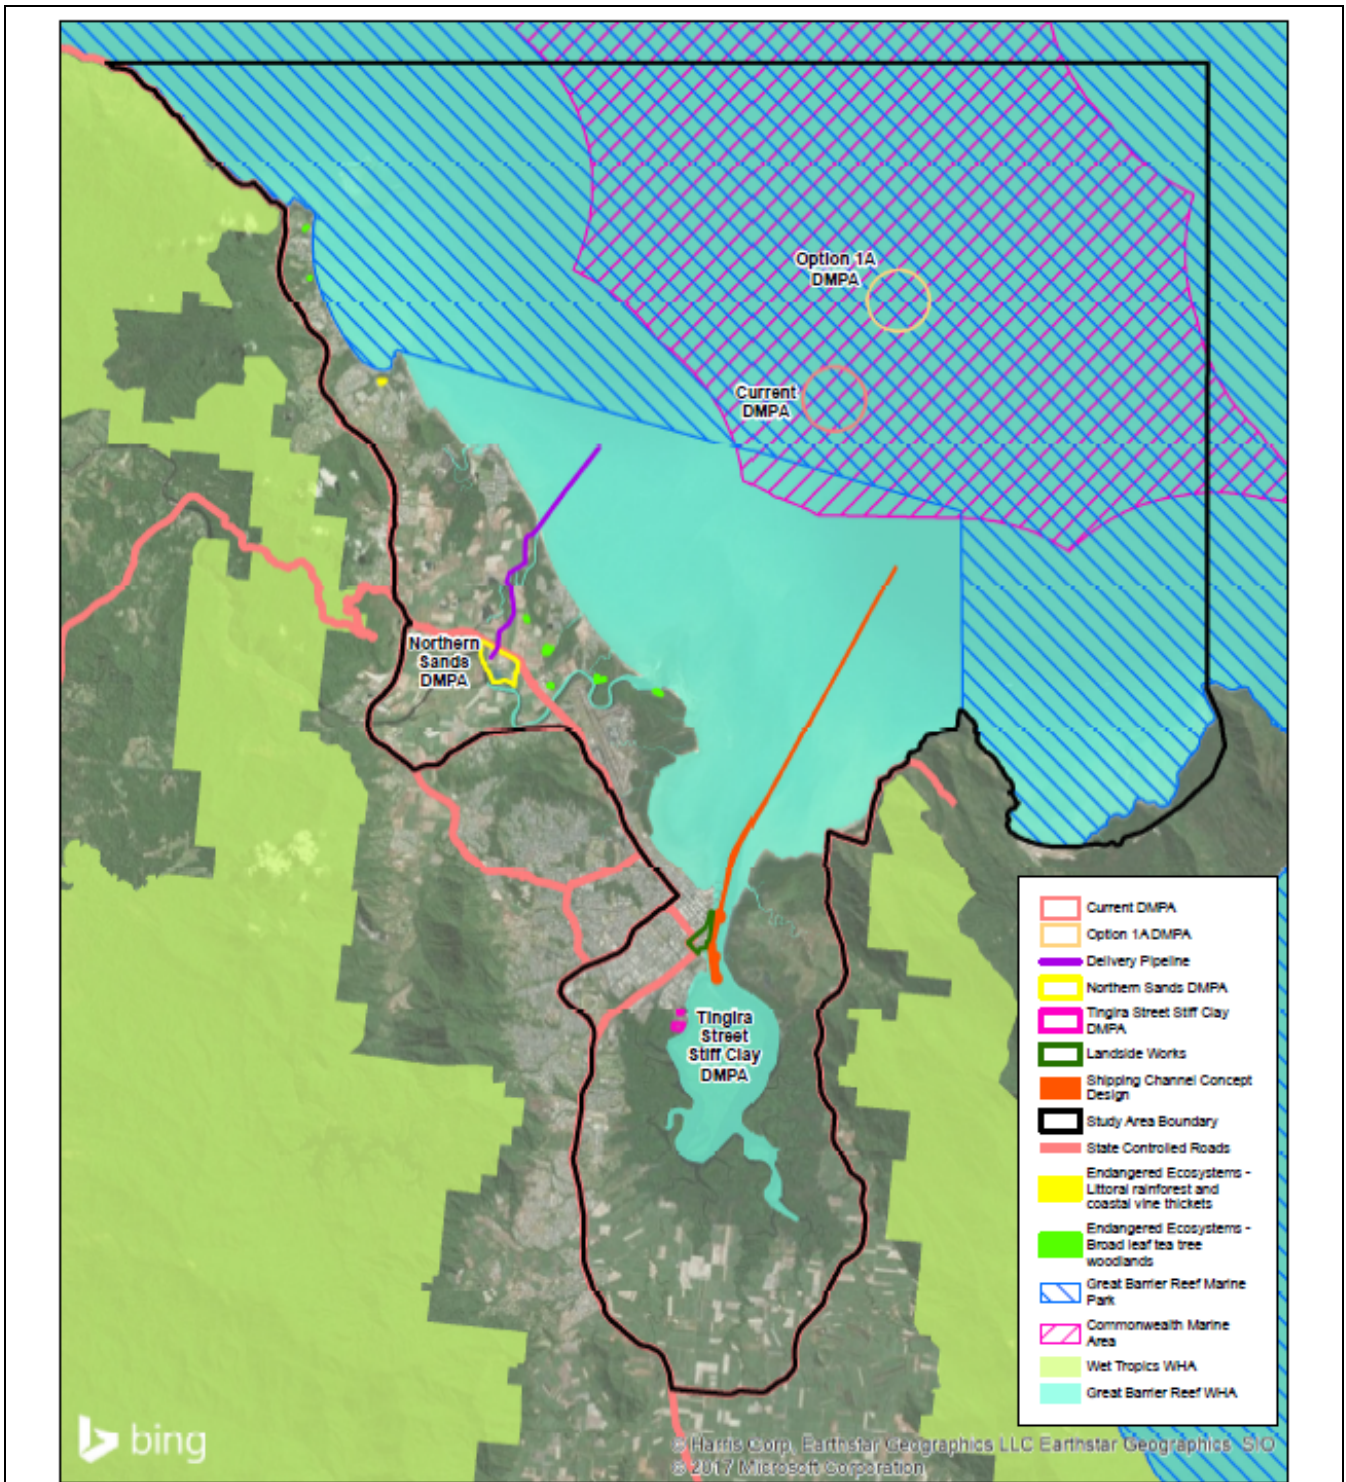 Option 1A
DMPA
Current
DMPA
Northern
Sands
DMPA
Tingira
Street
Stiff Clay
DMPA
Current DMPA
Option 1A DMPA
Delivery Pipeline
Northern Sands DMPA
Tingira Street Stiff Clay
DMPA
Landside Works
Shipping Channel Concept
Design
Study Area Boundary
State Controlled Roads
Endangered Ecosystems -
Littoral rainforest and
coastal vine thickets
Endangered Ecosystems -
Broad leaf tea tree
woodlands
Great Barrier Reef Marine
Park
Commonwealth Marine
Area
Wet Tropics WHA
Great Barrier Reef WHA
bing
© Harris Corp, Earthstar Geographics LLC Earthstar Geographics SIO
© 2017 Microsoft Corporation